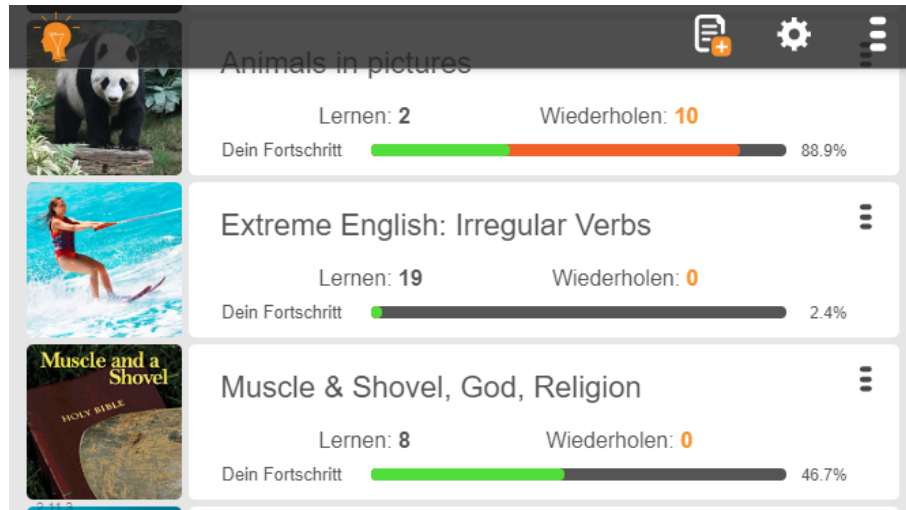 Animals in pictures
Lernen: 2 Wiederholen: 10
Dein Fortschritt 88.9%
Extreme English: Irregular Verbs
Lernen: 19 Wiederholen: 0
Dein Fortschritt 2.4%
Muscle and a
Shovel
HOLY BIBLE
Muscle & Shovel, God, Religion
Lernen: 8 Wiederholen: 0
Dein Fortschritt 46.7%